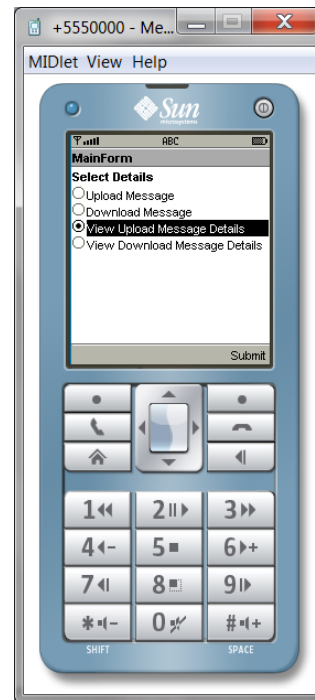 +5550000 - Me...
MIDlet View Help
Sun
microsystems
ABC
MainForm
Select Details
Upload Message
Download Message
View Upload Message Details
View Download Message Details
Submit
1 2 3
4 - 5 6 +
7 8 9
* - 0 # +
SHIFT SPACE